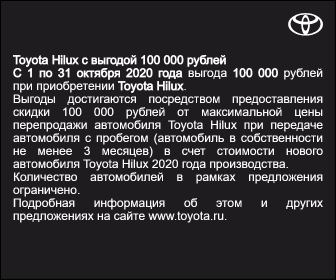 Toyota Hilux с выгодой 100 000 рублей
С 1 по 31 октября 2020 года выгода 100 000 рублей
при приобретении Toyota Hilux.
Выгоды достигаются посредством предоставления
скидки 100 000 рублей от максимальной цены
перепродажи автомобиля Toyota Hilux при передаче
автомобиля с пробегом (автомобиль в собственности
не менее 3 месяцев) в счет стоимости нового
автомобиля Toyota Hilux 2020 года производства.
Количество автомобилей в рамках предложения
ограничено.
Подробная информация об этом и других
предложениях на сайте www.toyota.ru.